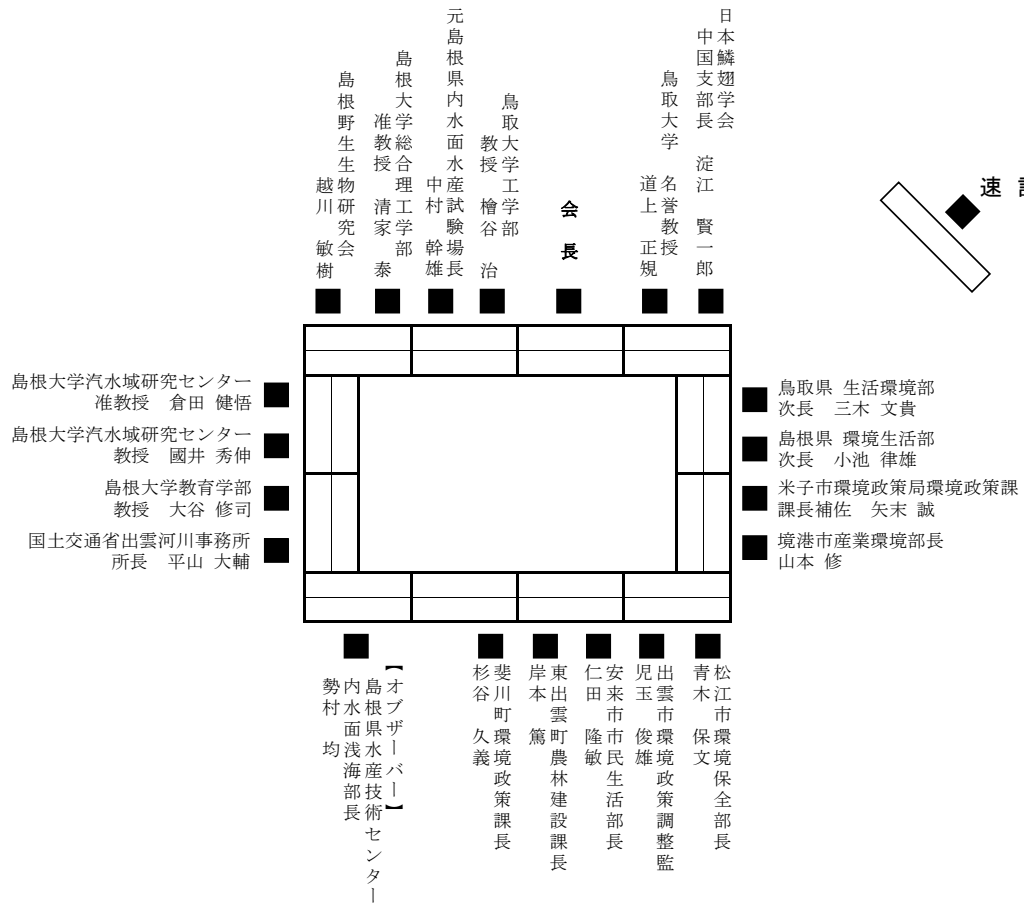 日本鱗翅学会
中国支部長 淀江 賢一郎
鳥取大学 名誉教授
道上 正規
会 長
鳥取大学工学部
教授 檜谷 治
元島根県内水面水産試験場長
中村 幹雄
島根大学総合理工学部
准教授 清家 泰
島根野生生物研究会
越川 敏樹
速
島根大学汽水域研究センター
准教授 倉田 健悟
島根大学汽水域研究センター
教授 國井 秀伸
島根大学教育学部
教授 大谷 修司
国土交通省出雲河川事務所
所長 平山 大輔
鳥取県 生活環境部
次長 三木 文貴
島根県 環境生活部
次長 小池 律雄
米子市環境政策局環境政策課
課長補佐 矢末 誠
境港市産業環境部長
山本 修
松江市環境保全部長
青木 保文
出雲市環境政策調整監
児玉 俊雄
安来市市民生活部長
仁田 隆敏
東出雲町農林建設課長
岸本 篤
斐川町環境政策課長
杉谷 久義
【オブザーバー】
島根県水産技術センター
内水面浅海部長
勢村 均